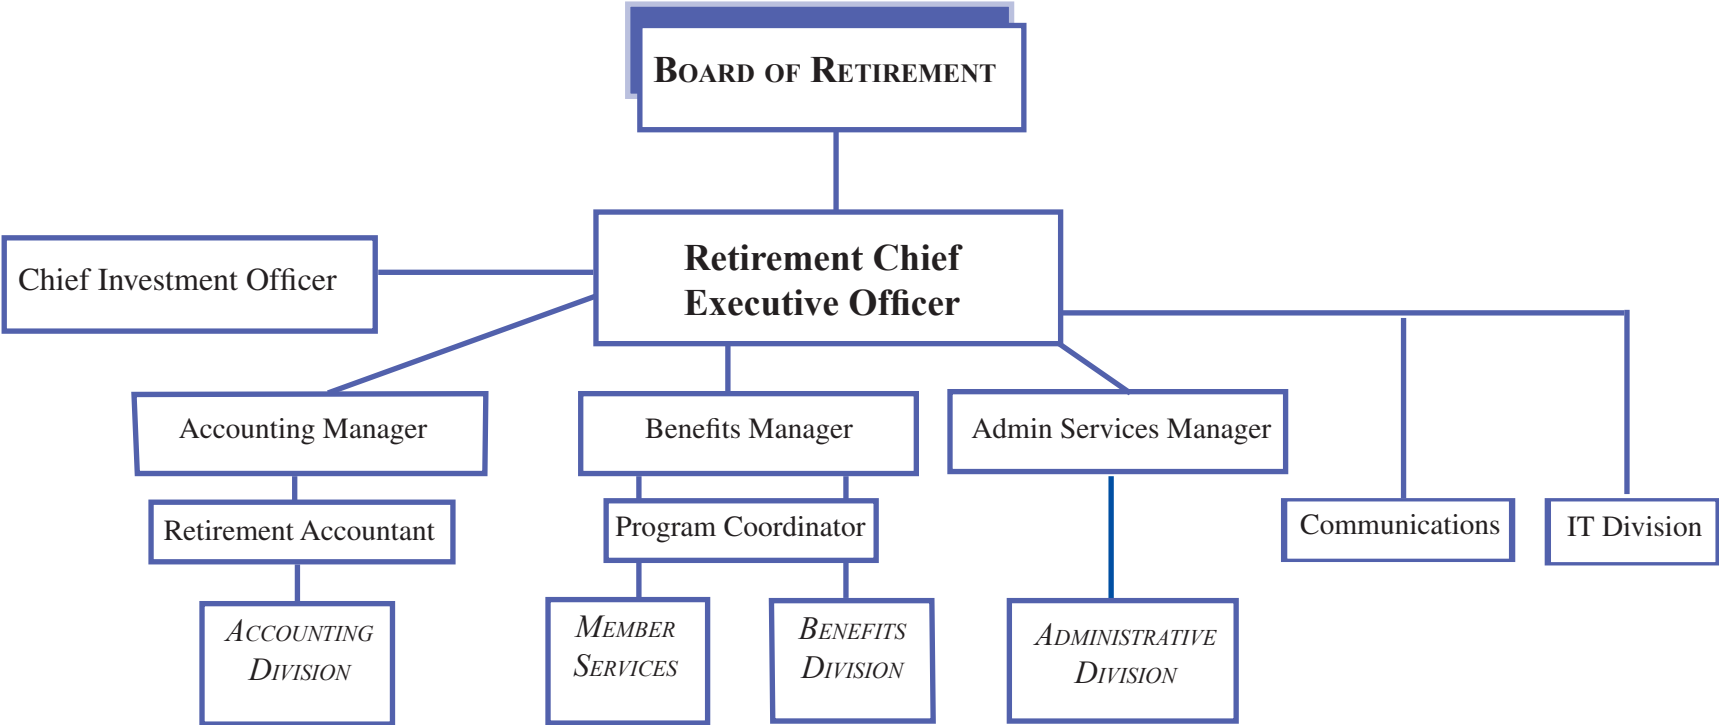 BOARD OF RETIREMENT
Retirement Chief
Executive Officer
Chief Investment Officer
Accounting Manager
Benefits Manager
Admin Services Manager
Retirement Accountant
Program Coordinator
Communications
IT Division
ACCOUNTING
DIVISION
MEMBER
SERVICES
BENEFITS
DIVISION
ADMINISTRATIVE
DIVISION